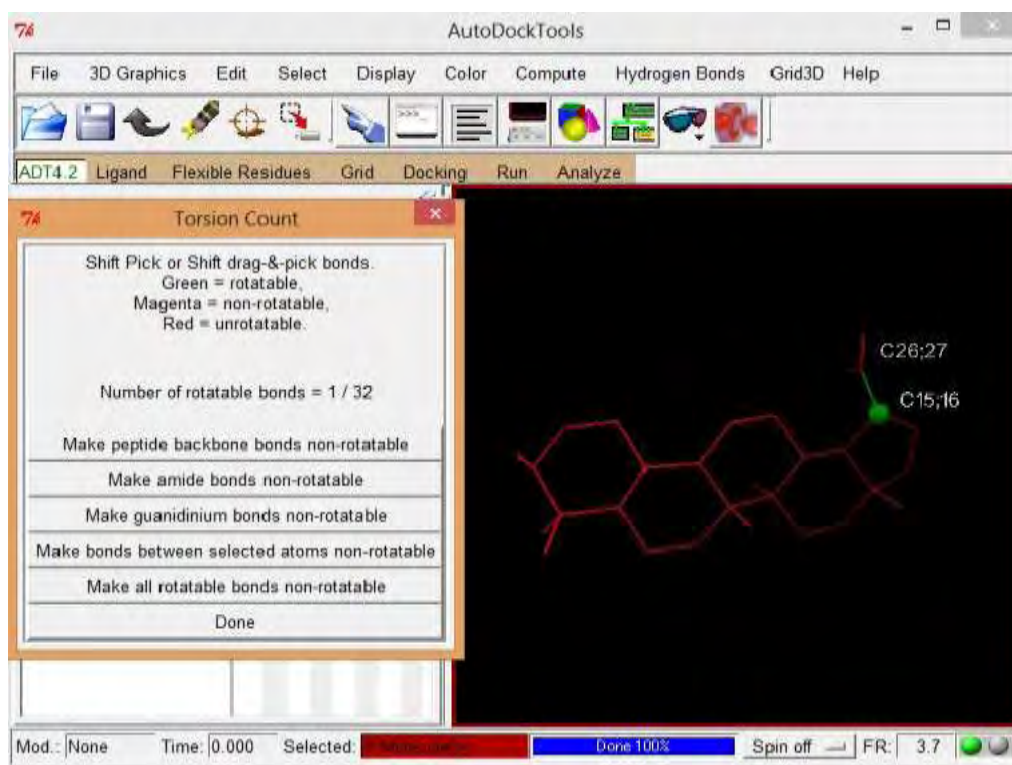 AutoDockTools
File 3D Graphics Edit Select Display Color Compute Hydrogen Bonds Grid3D Help
ADT4.2 Ligand Flexible Residues Grid Docking Run Analyze
Torsion Count
Shift Pick or Shift drag-&-pick bonds.
Green = rotatable,
Magenta = non-rotatable,
Red = unrotatable.
Number of rotatable bonds = 1 / 32
Make peptide backbone bonds non-rotatable
Make amide bonds non-rotatable
Make guanidinium bonds non-rotatable
Make bonds between selected atoms non-rotatable
Make all rotatable bonds non-rotatable
Done
C26;27
C15;16
Mod.: None Time: 0.000 Selected: Done 100% Spin off FR: 3.7